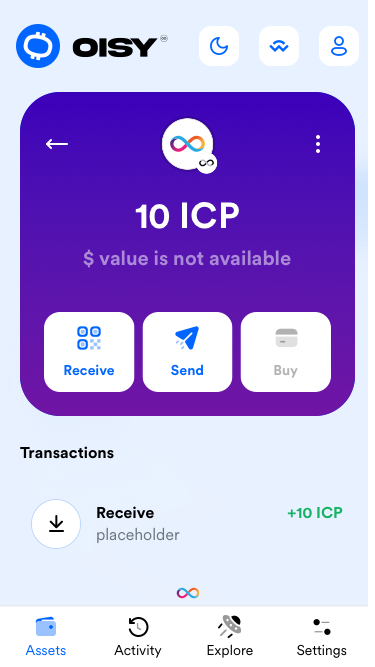 OISY
10 ICP
$ value is not available
Receive
Send
Buy
Transactions
Receive
+10 ICP
placeholder
Assets
Activity
Explore
Settings